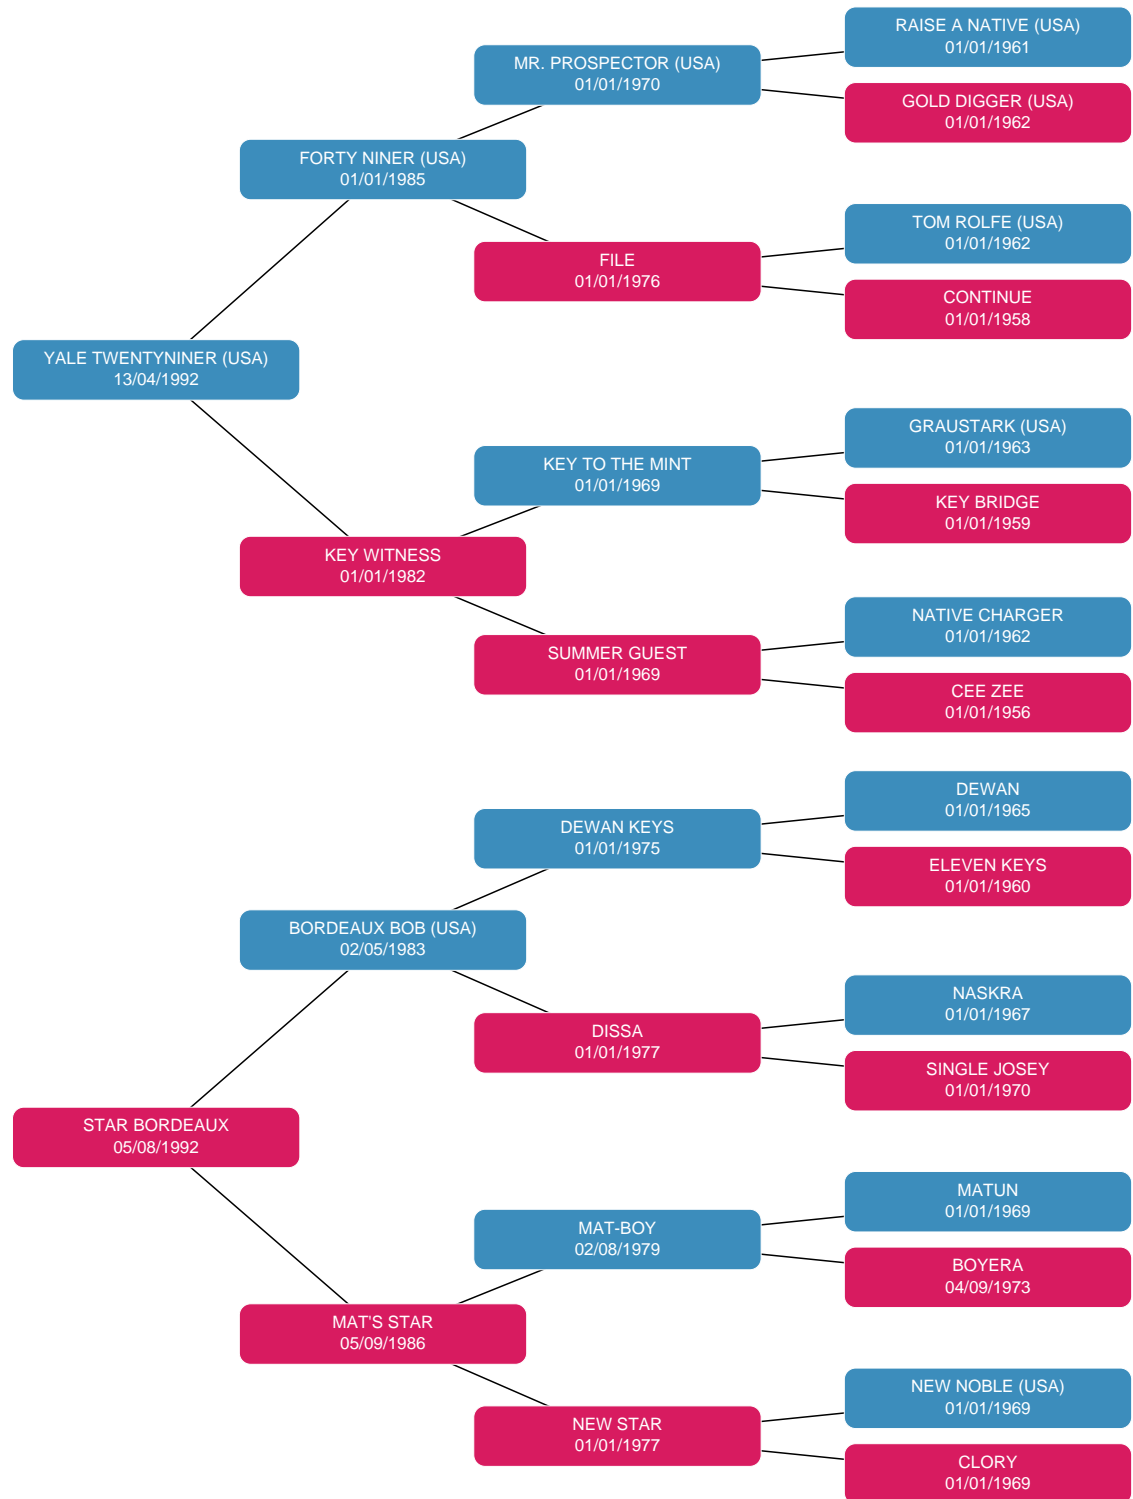 RAISE A NATIVE (USA)
01/01/1961
MR. PROSPECTOR (USA)
01/01/1970
GOLD DIGGER (USA)
01/01/1962
FORTY NINER (USA)
01/01/1985
TOM ROLFE (USA)
01/01/1962
FILE
01/01/1976
CONTINUE
01/01/1958
YALE TWENTYNINER (USA)
13/04/1992
GRAUSTARK (USA)
01/01/1963
KEY TO THE MINT
01/01/1969
KEY BRIDGE
01/01/1959
KEY WITNESS
01/01/1982
NATIVE CHARGER
01/01/1962
SUMMER GUEST
01/01/1969
CEE ZEE
01/01/1956
DEWAN
01/01/1965
DEWAN KEYS
01/01/1975
ELEVEN KEYS
01/01/1960
BORDEAUX BOB (USA)
02/05/1983
NASKRA
01/01/1967
DISSA
01/01/1977
SINGLE JOSEY
01/01/1970
STAR BORDEAUX
05/08/1992
MATUN
01/01/1969
MAT-BOY
02/08/1979
BOYERA
04/09/1973
MAT'S STAR
05/09/1986
NEW NOBLE (USA)
01/01/1969
NEW STAR
01/01/1977
CLORY
01/01/1969